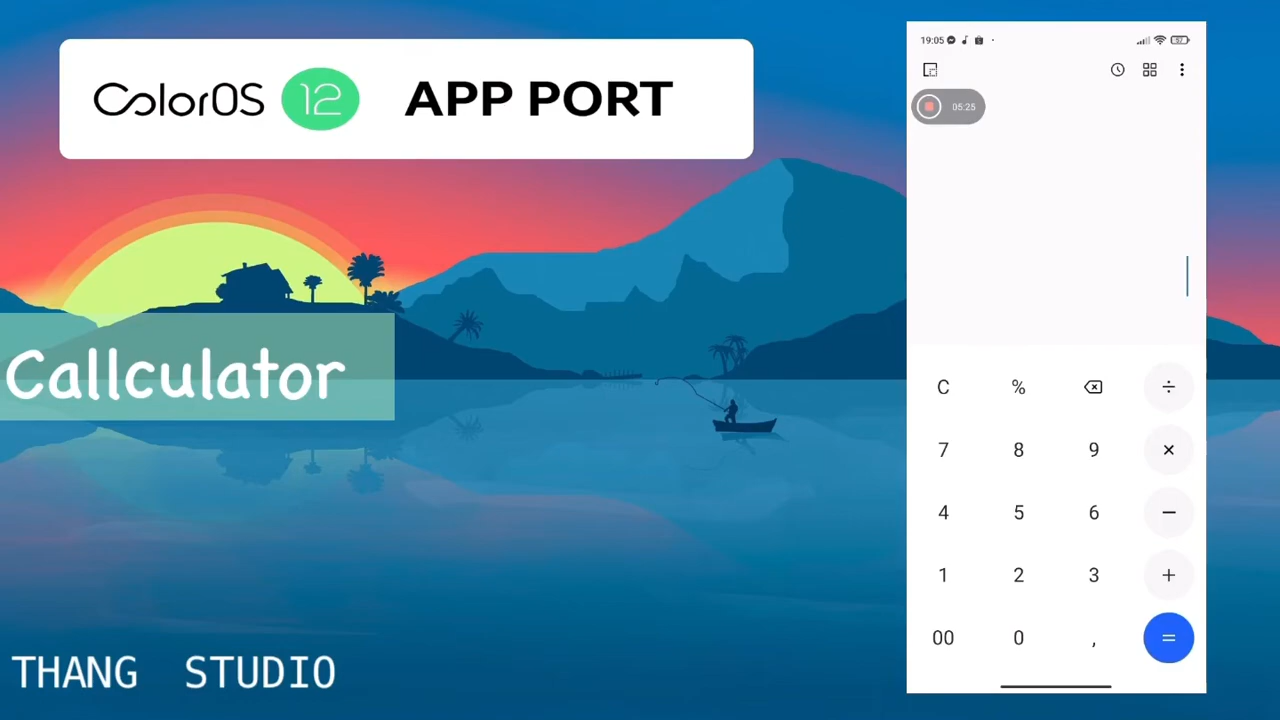 ColorOS 12 APP PORT
Callculator
THANG STUDIO
19:05
57
05:25
C % ÷
7 8 9 ×
4 5 6 −
1 2 3 +
00 0 , =